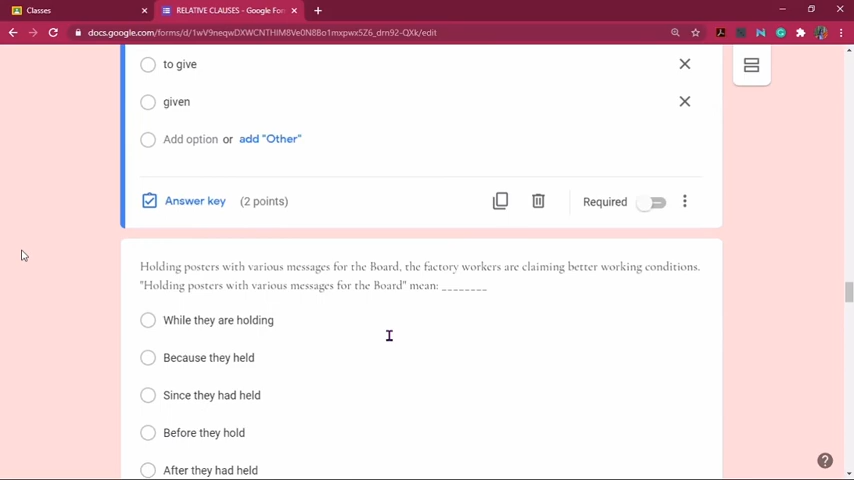 Classes
RELATIVE CLAUSES - Google For
docs.google.com/forms/d/1wV9neqwDXWCNTHIM8Ve0N8Bo1mxpwx5Z6_drn92-QXk/edit
to give
given
Add option or add "Other"
Answer key (2 points)
Required
Holding posters with various messages for the Board, the factory workers are claiming better working conditions.
"Holding posters with various messages for the Board" mean: ________
While they are holding
Because they held
Since they had held
Before they hold
After they had held